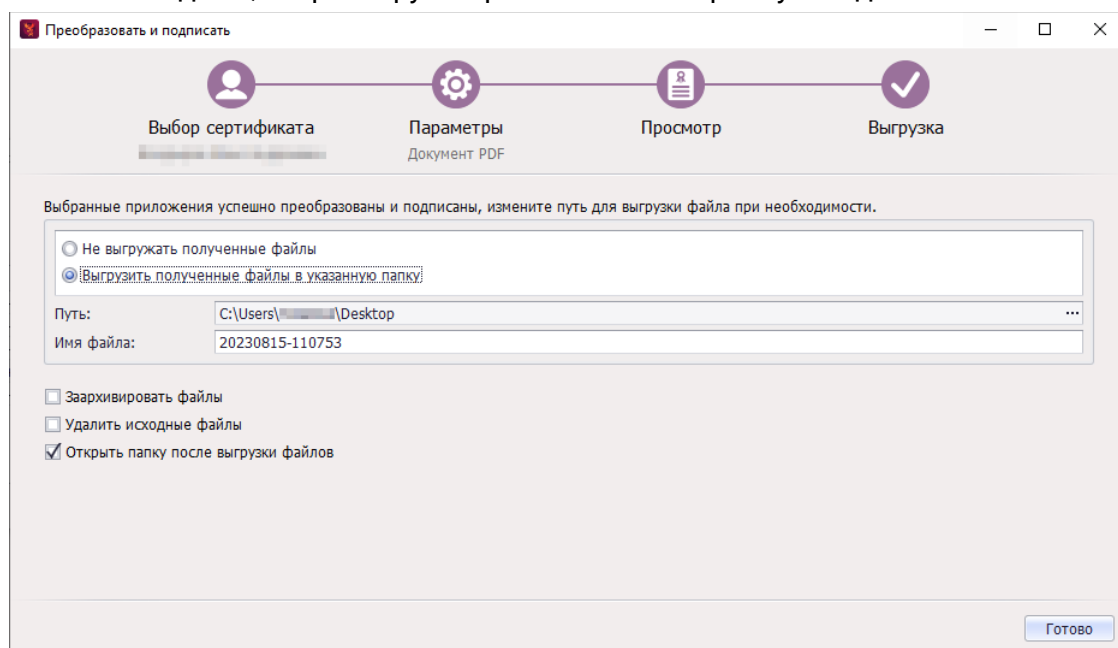 Преобразовать и подписать
Выбор сертификата
Параметры
Просмотр
Выгрузка
Документ PDF
Выбранные приложения успешно преобразованы и подписаны, измените путь для выгрузки файла при необходимости.
Не выгружать полученные файлы
Выгрузить полученные файлы в указанную папку
Путь: C:\Users\ \Desktop ...
Имя файла: 20230815-110753
Заархивировать файлы
Удалить исходные файлы
Открыть папку после выгрузки файлов
Готово